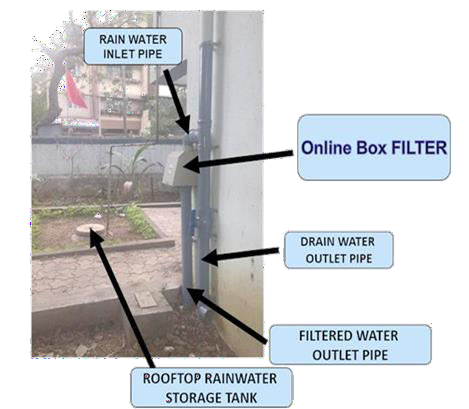 RAIN WATER
INLET PIPE
Online Box FILTER
DRAIN WATER
OUTLET PIPE
FILTERED WATER
OUTLET PIPE
ROOFTOP RAINWATER
STORAGE TANK